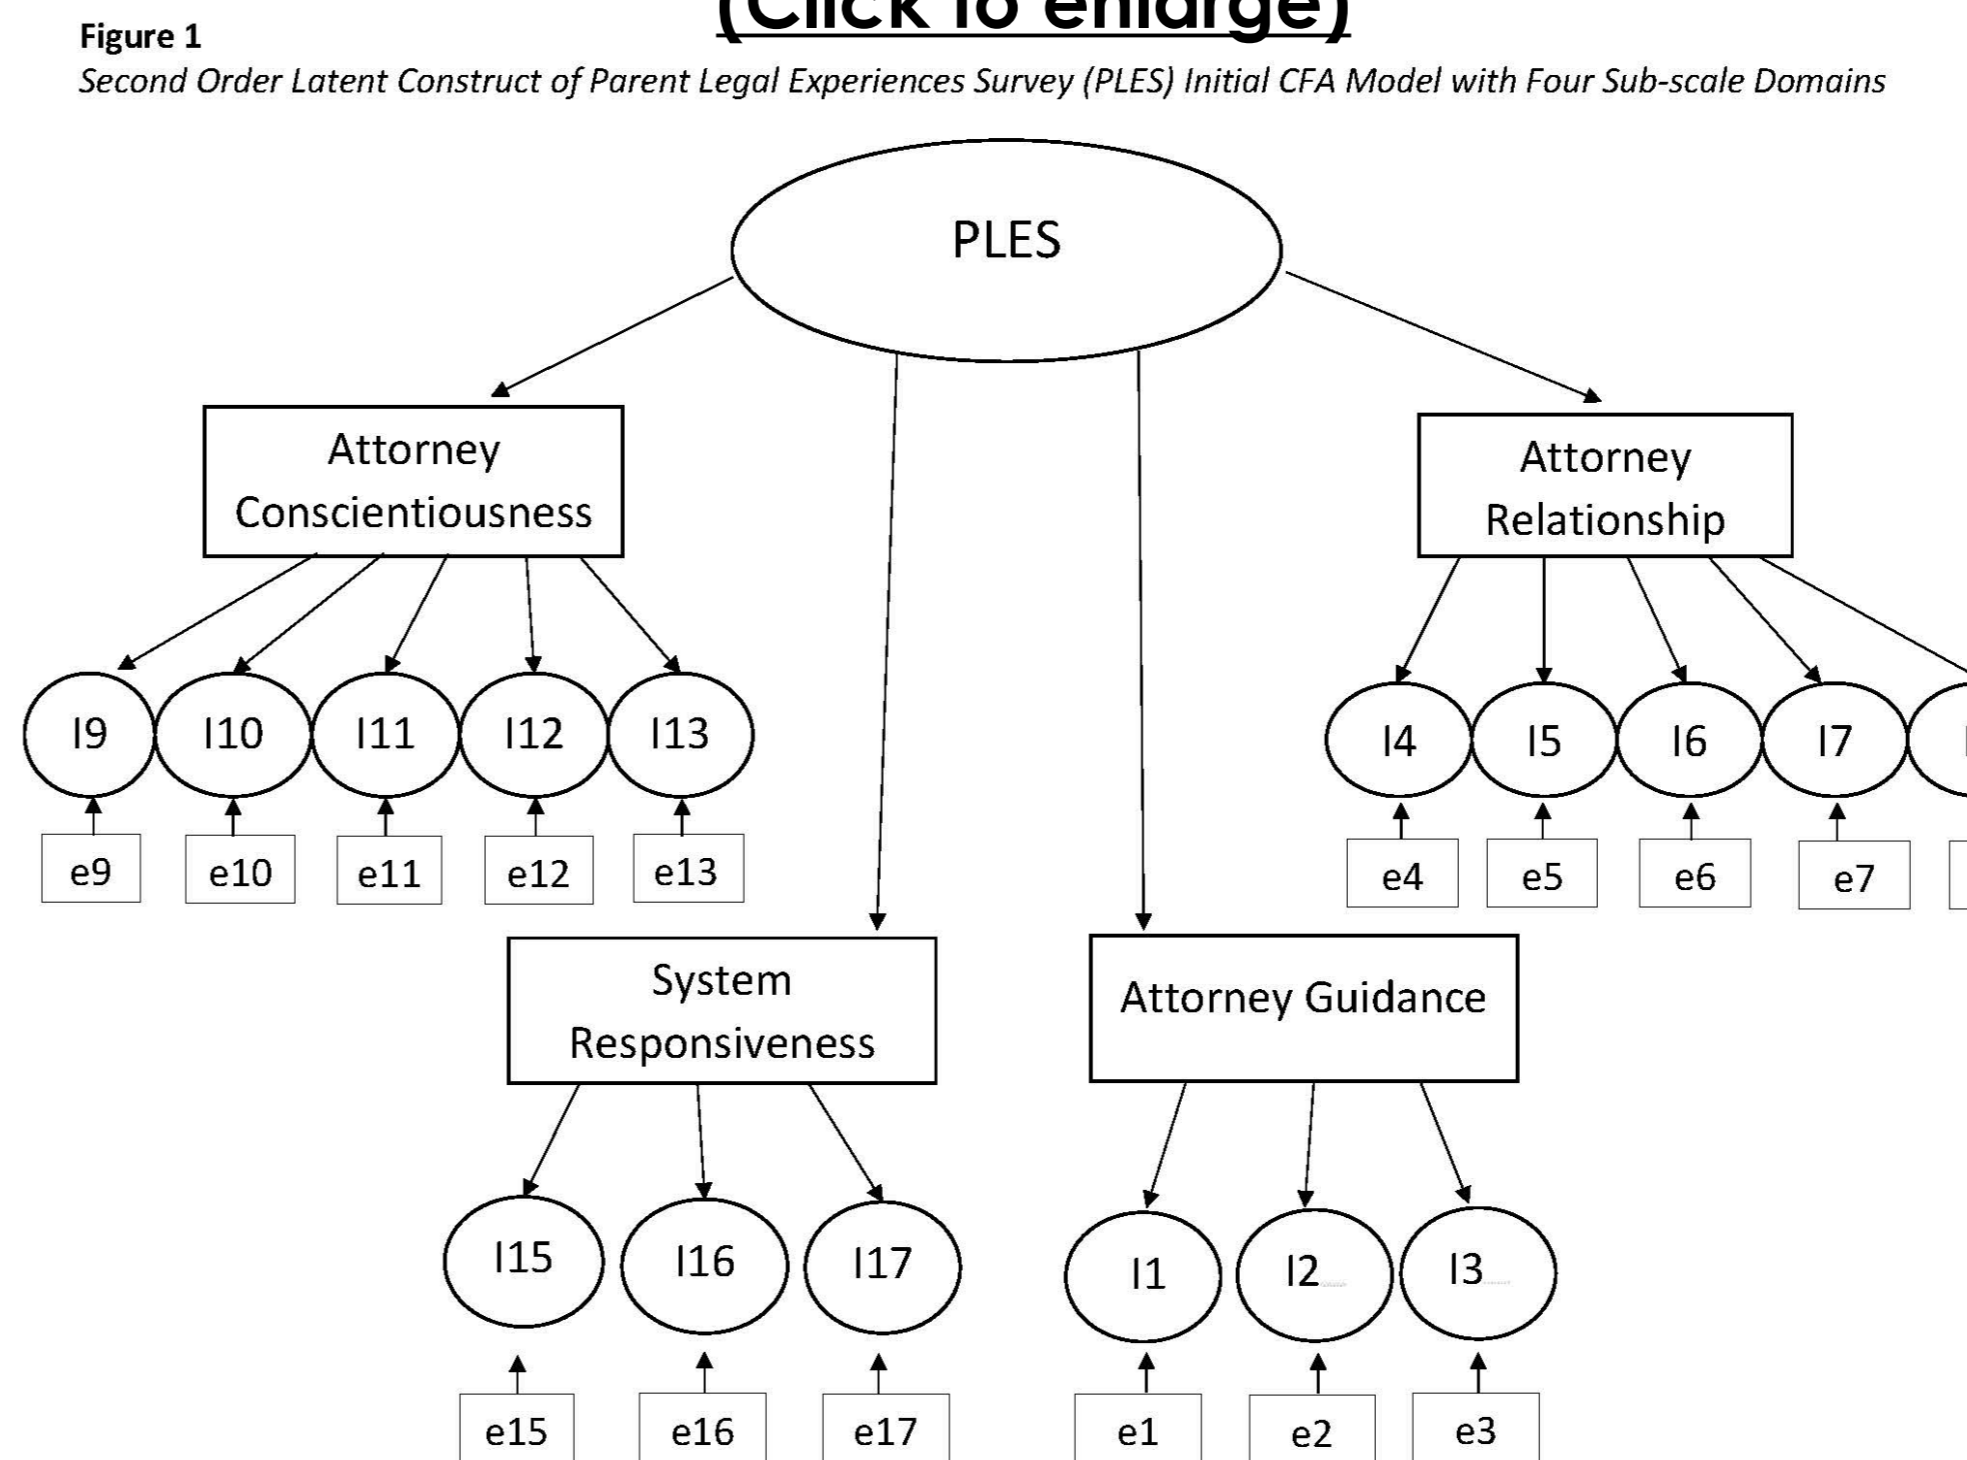 (Click to enlarge)
Figure 1
Second Order Latent Construct of Parent Legal Experiences Survey (PLES) Initial CFA Model with Four Sub-scale Domains
PLES
Attorney
Conscientiousness
Attorney
Relationship
I9 I10 I11 I12 I13
I4 I5 I6 I7
e9 e10 e11 e12 e13
e4 e5 e6 e7
System
Responsiveness
Attorney Guidance
I15 I16 I17
I1 I2 I3
e15 e16 e17
e1 e2 e3